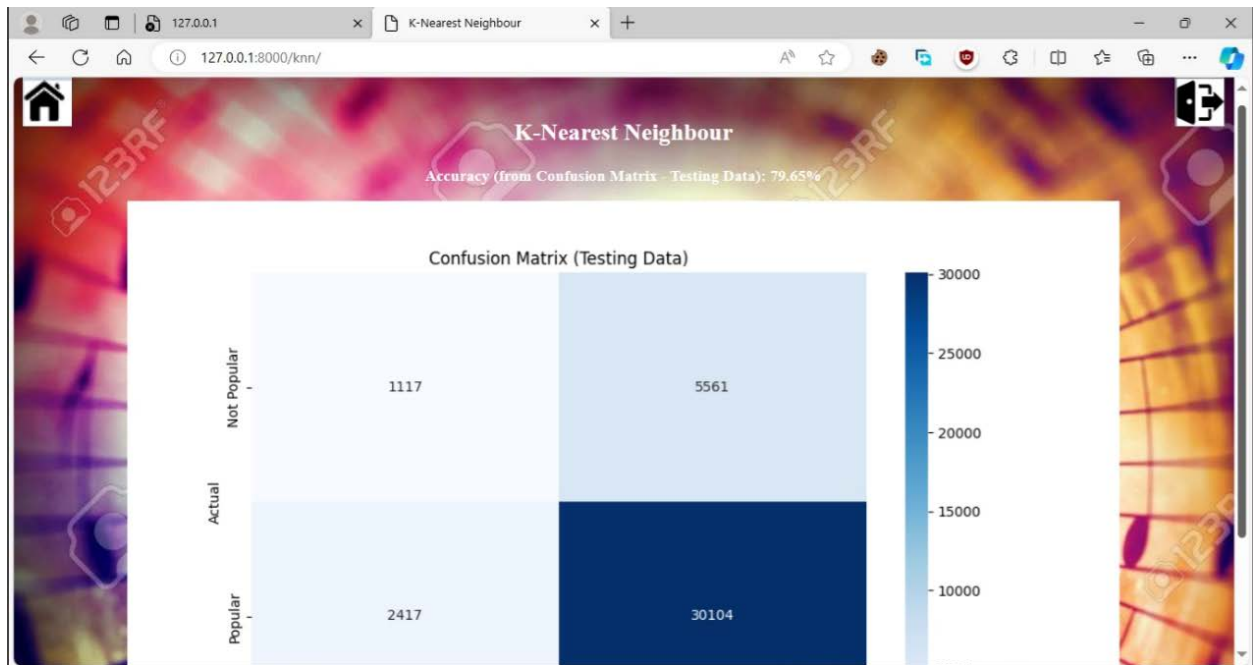 127.0.0.1
K-Nearest Neighbour
127.0.0.1:8000/knn/
K-Nearest Neighbour
Accuracy (from Confusion Matrix - Testing Data): 79.65%
Confusion Matrix (Testing Data)
30000
25000
20000
15000
10000
Not Popular
1117
5561
Actual
Popular
2417
30104
123RF
123RF
123RF
123RF